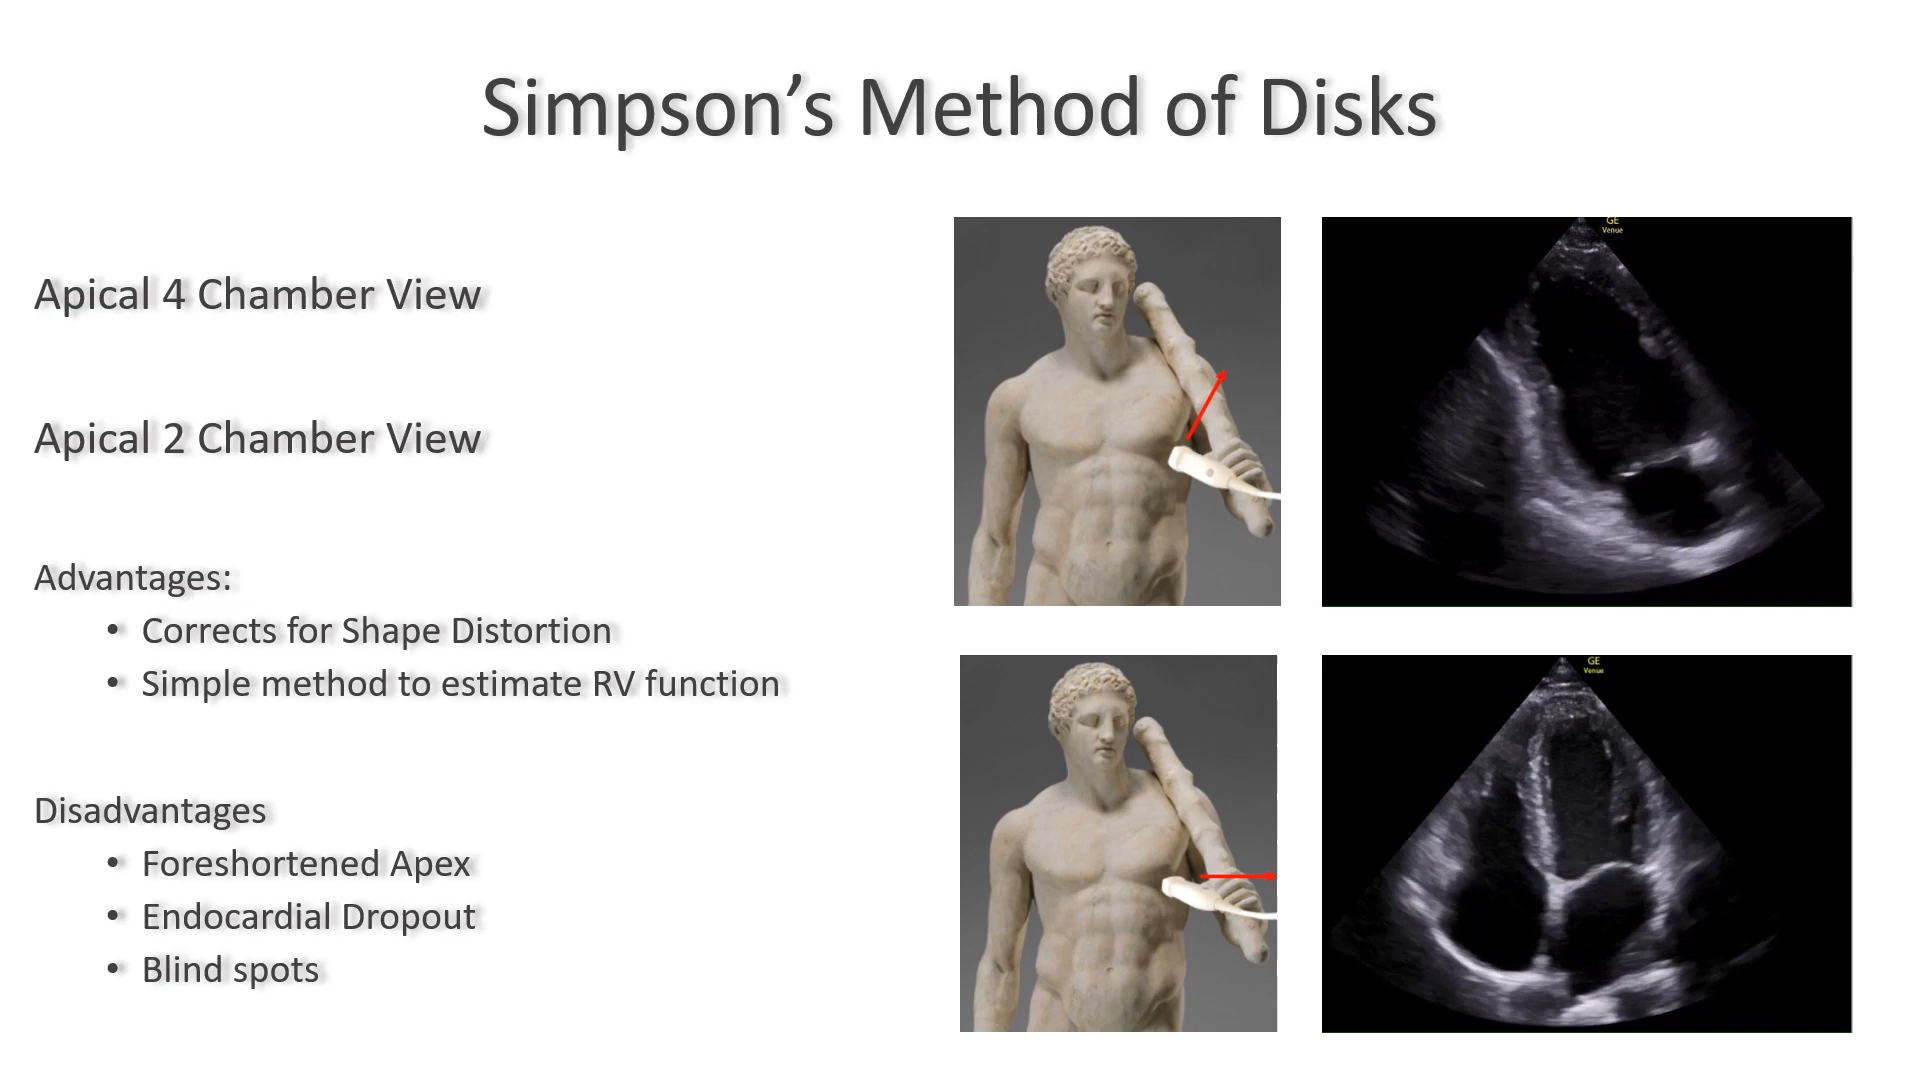 Simpson’s Method of Disks
Apical 4 Chamber View
Apical 2 Chamber View
Advantages:
• Corrects for Shape Distortion
• Simple method to estimate RV function
Disadvantages
• Foreshortened Apex
• Endocardial Dropout
• Blind spots
GE
Venue
GE
Venue